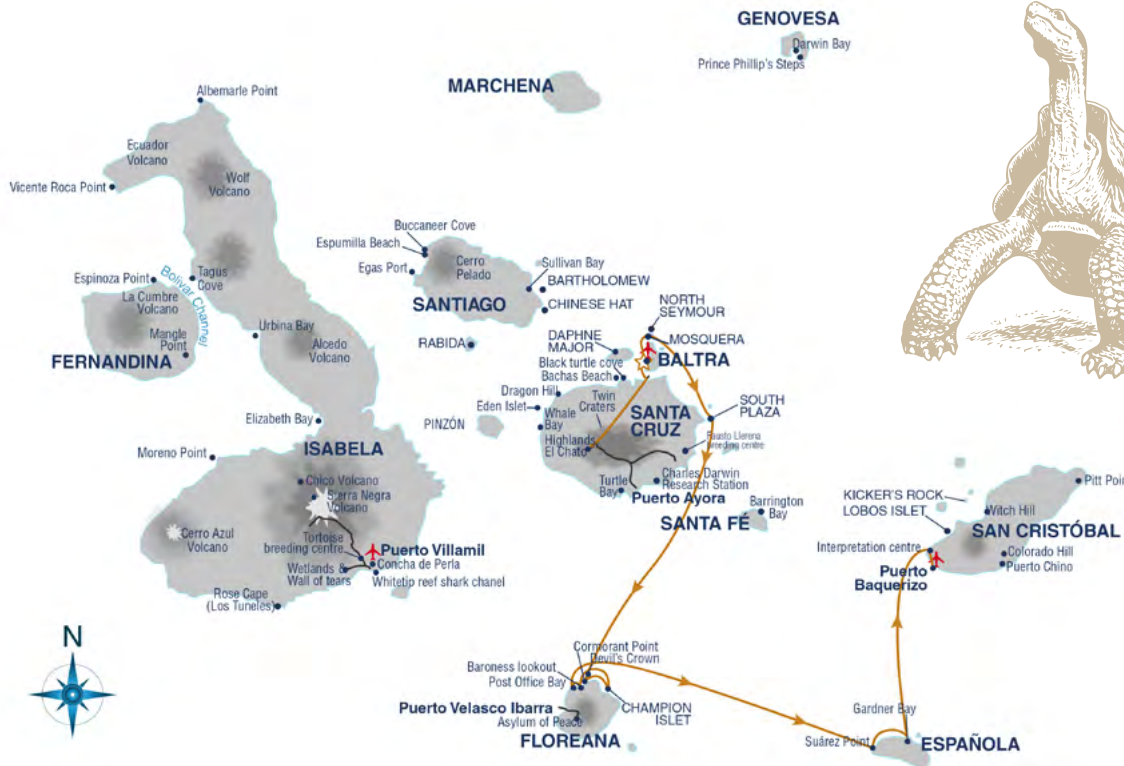 GENOVESA
Darwin Bay
Prince Phillip's Steps
MARCHENA
Albemarle Point
Ecuador
Volcano
Wolf
Volcano
Vicente Roca Point
Buccaneer Cove
Espumilla Beach
Egas Port
Cerro
Pelado
Sullivan Bay
BARTHOLOMEW
CHINESE HAT
SANTIAGO
Espinoza Point
Bolivar Channel
Tagus
Cove
La Cumbre
Volcano
Mangle
Point
FERNANDINA
Urbina Bay
Alcedo
Volcano
RABIDA
NORTH
SEYMOUR
MOSQUERA
DAPHNE
MAJOR
BALTRA
Black turtle cove
Bachas Beach
Dragon Hill
Eden Islet
Twin
Craters
Whale
Bay
SANTA
CRUZ
SOUTH
PLAZA
PINZÓN
Highlands
El Chato
Fausto Llerena
breeding centre
Elizabeth Bay
ISABELA
Moreno Point
Chico Volcano
Sierra Negra
Volcano
Turtle
Bay
Charles Darwin
Research Station
Puerto Ayora
SANTA FÉ
Barrington
Bay
Pitt Poin
KICKER'S ROCK
LOBOS ISLET
Witch Hill
SAN CRISTÓBAL
Interpretation centre
Colorado Hill
Puerto Chino
Puerto
Baquerizo
Cerro Azul
Volcano
Tortoise
breeding centre
Puerto Villamil
Concha de Perla
Wetlands &
Wall of tears
Whitetip reef shark chanel
Rose Cape
(Los Tuneles)
N
Cormorant Point
Devil's Crown
Baroness lookout
Post Office Bay
Puerto Velasco Ibarra
Asylum of Peace
CHAMPION
ISLET
FLOREANA
Gardner Bay
Suárez Point
ESPAÑOLA